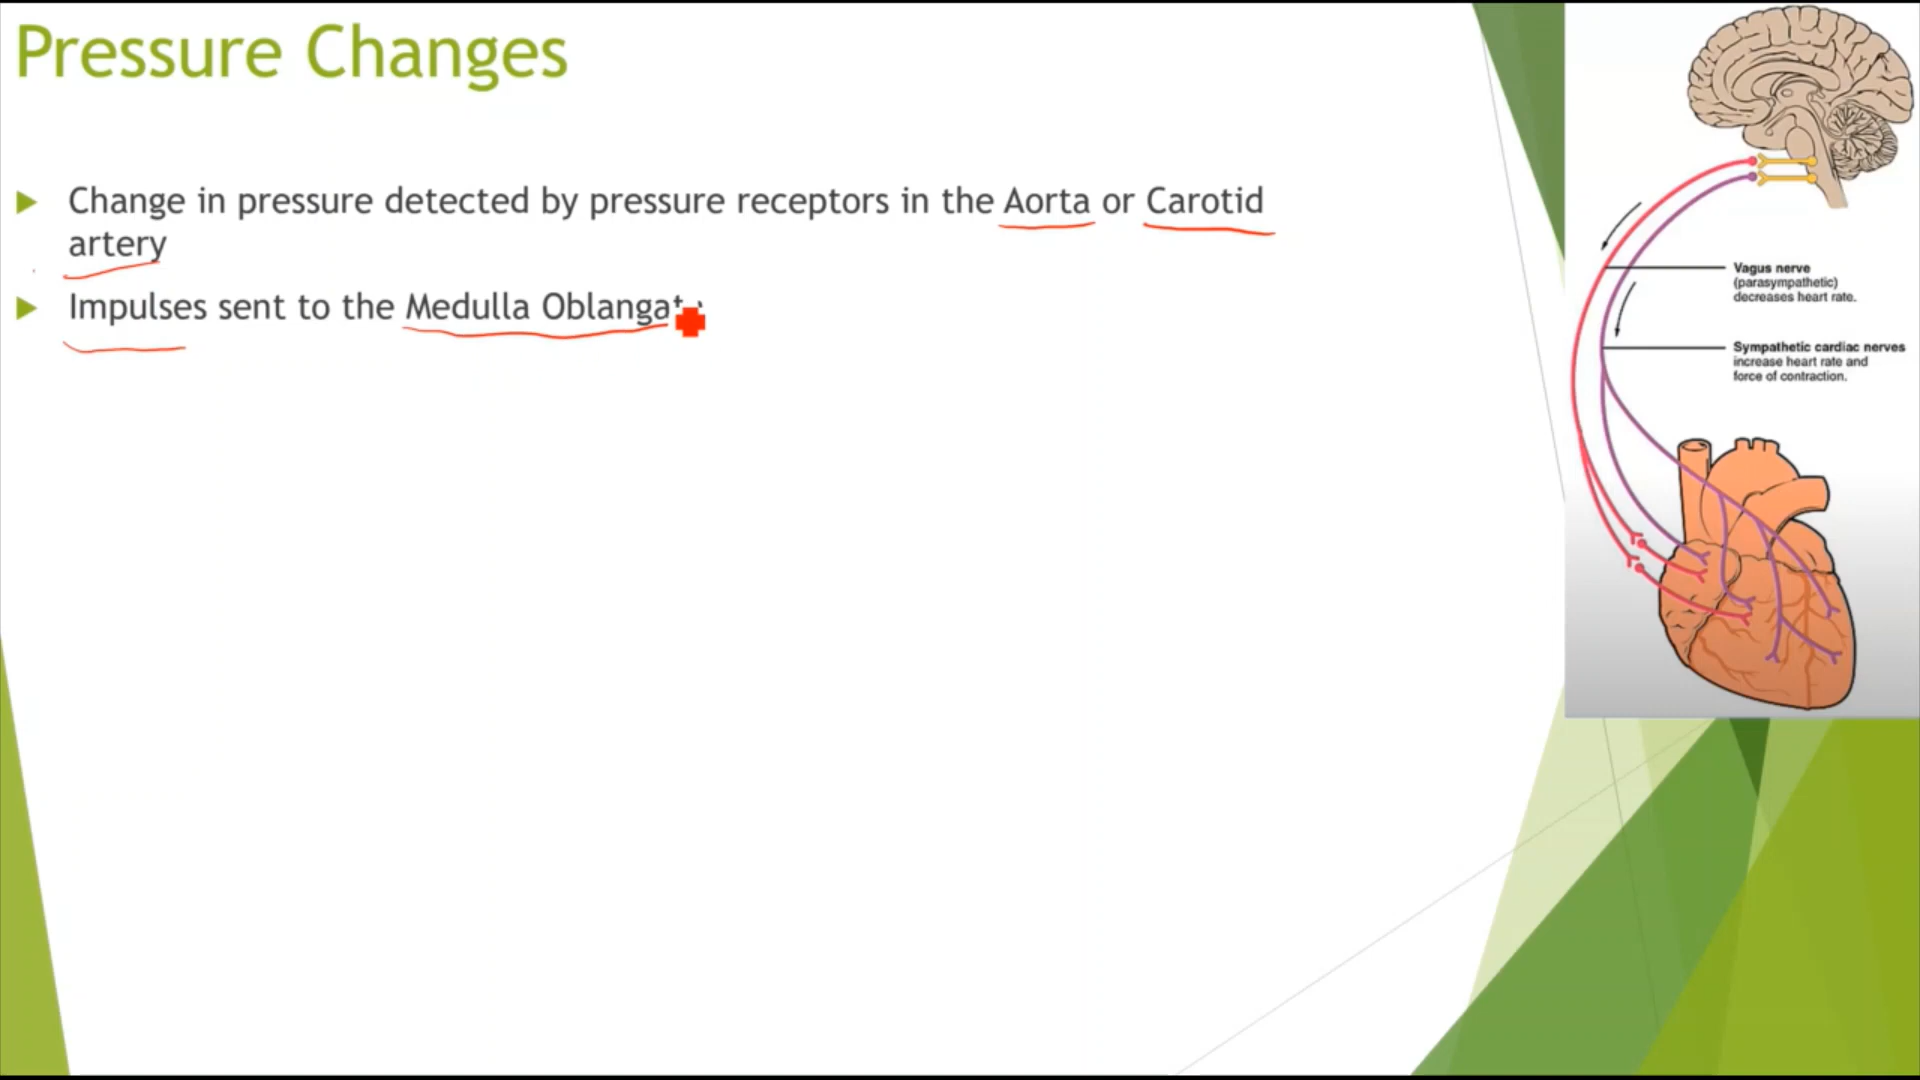 Pressure Changes
Change in pressure detected by pressure receptors in the Aorta or Carotid
artery
Impulses sent to the Medulla
Vagus nerve
(parasympathetic)
decreases heart rate.
Sympathetic cardiac nerves
increase heart rate and
force of contraction.